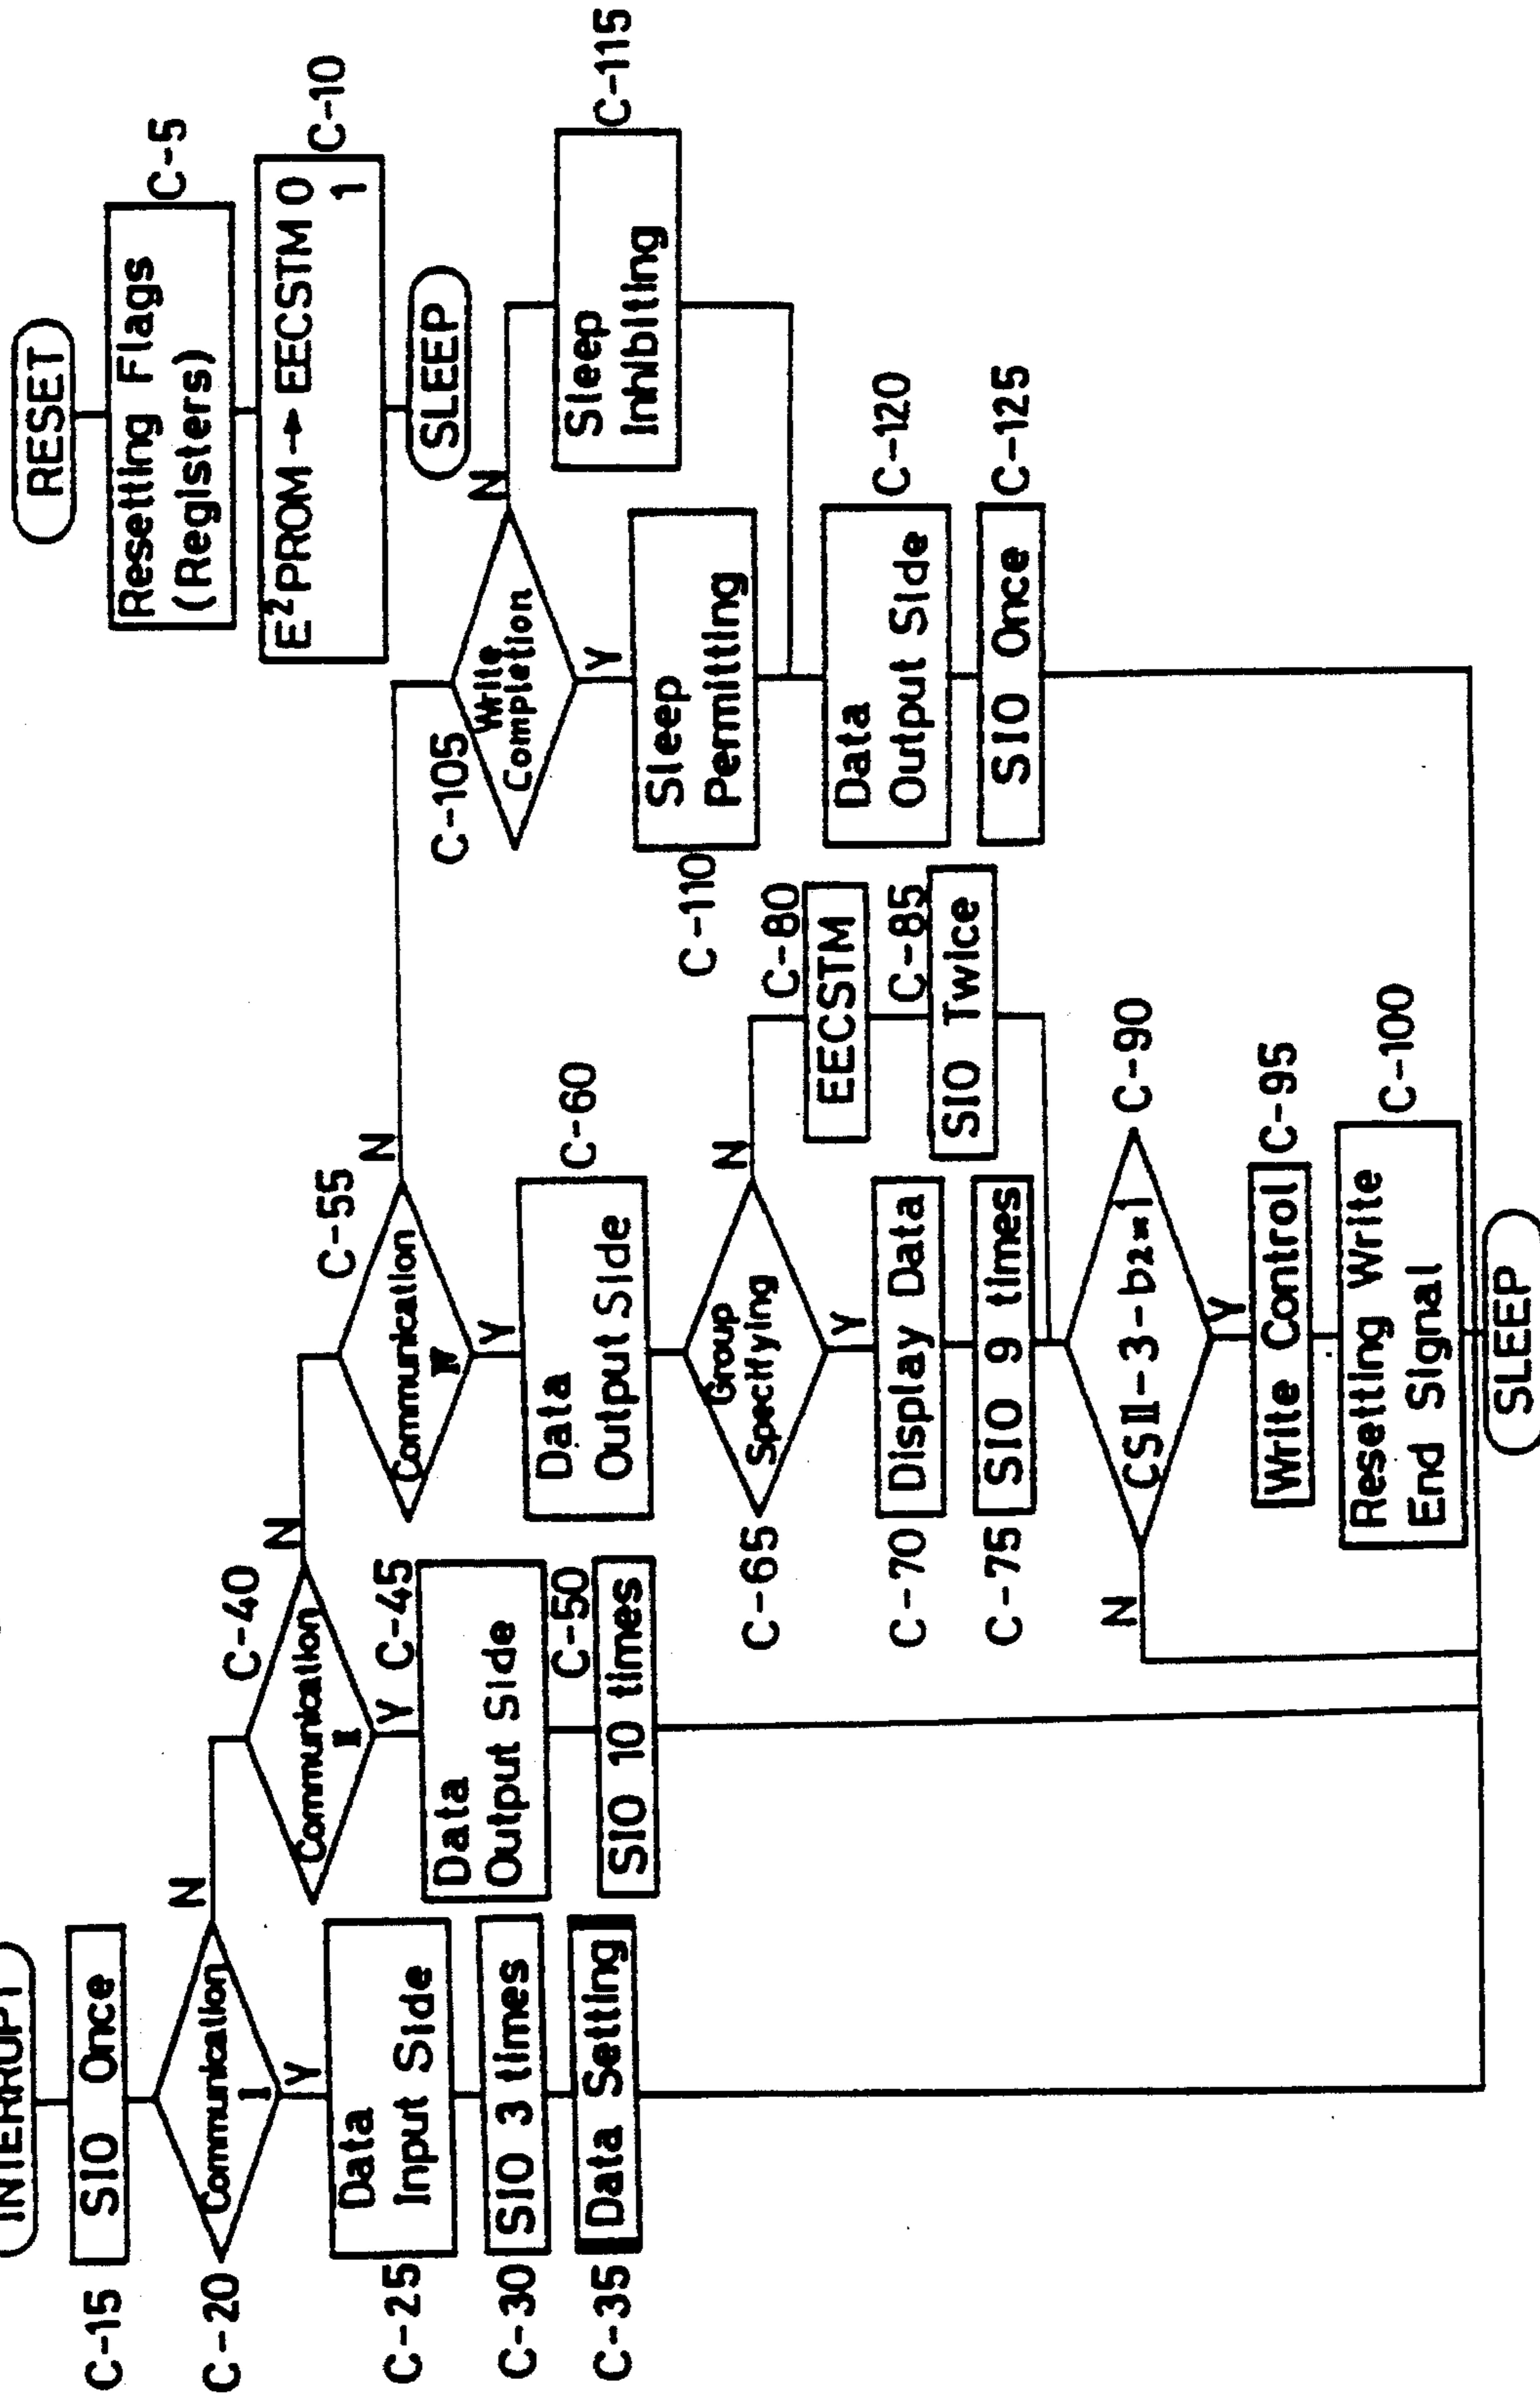 RESET
Resetting Flags
(Registers)
C-5
E²PROM → EECSTM 0
1
C-10
SLEEP
INTERRUPT
C-15
SIO Once
C-20
Communication
I
N
Y
C-25
Data
Input Side
C-30
SIO 3 times
C-35
Data Setting
C-40
Communication
II
N
Y
C-45
Data
Output Side
C-50
SIO 10 times
C-55
Communication
IV
N
Y
C-60
Data
Output Side
C-65
Group
Specifying
N
Y
C-70
Display Data
C-75
SIO 9 times
C-80
EECSTM
C-85
SIO Twice
C-90
CSII-3-b2=1
N
Y
C-95
Write Control
C-100
Resetting Write
End Signal
C-105
Write
Completion
N
Y
C-110
Sleep
Permitting
C-115
Sleep
Inhibiting
C-120
Data
Output Side
C-125
SIO Once
SLEEP